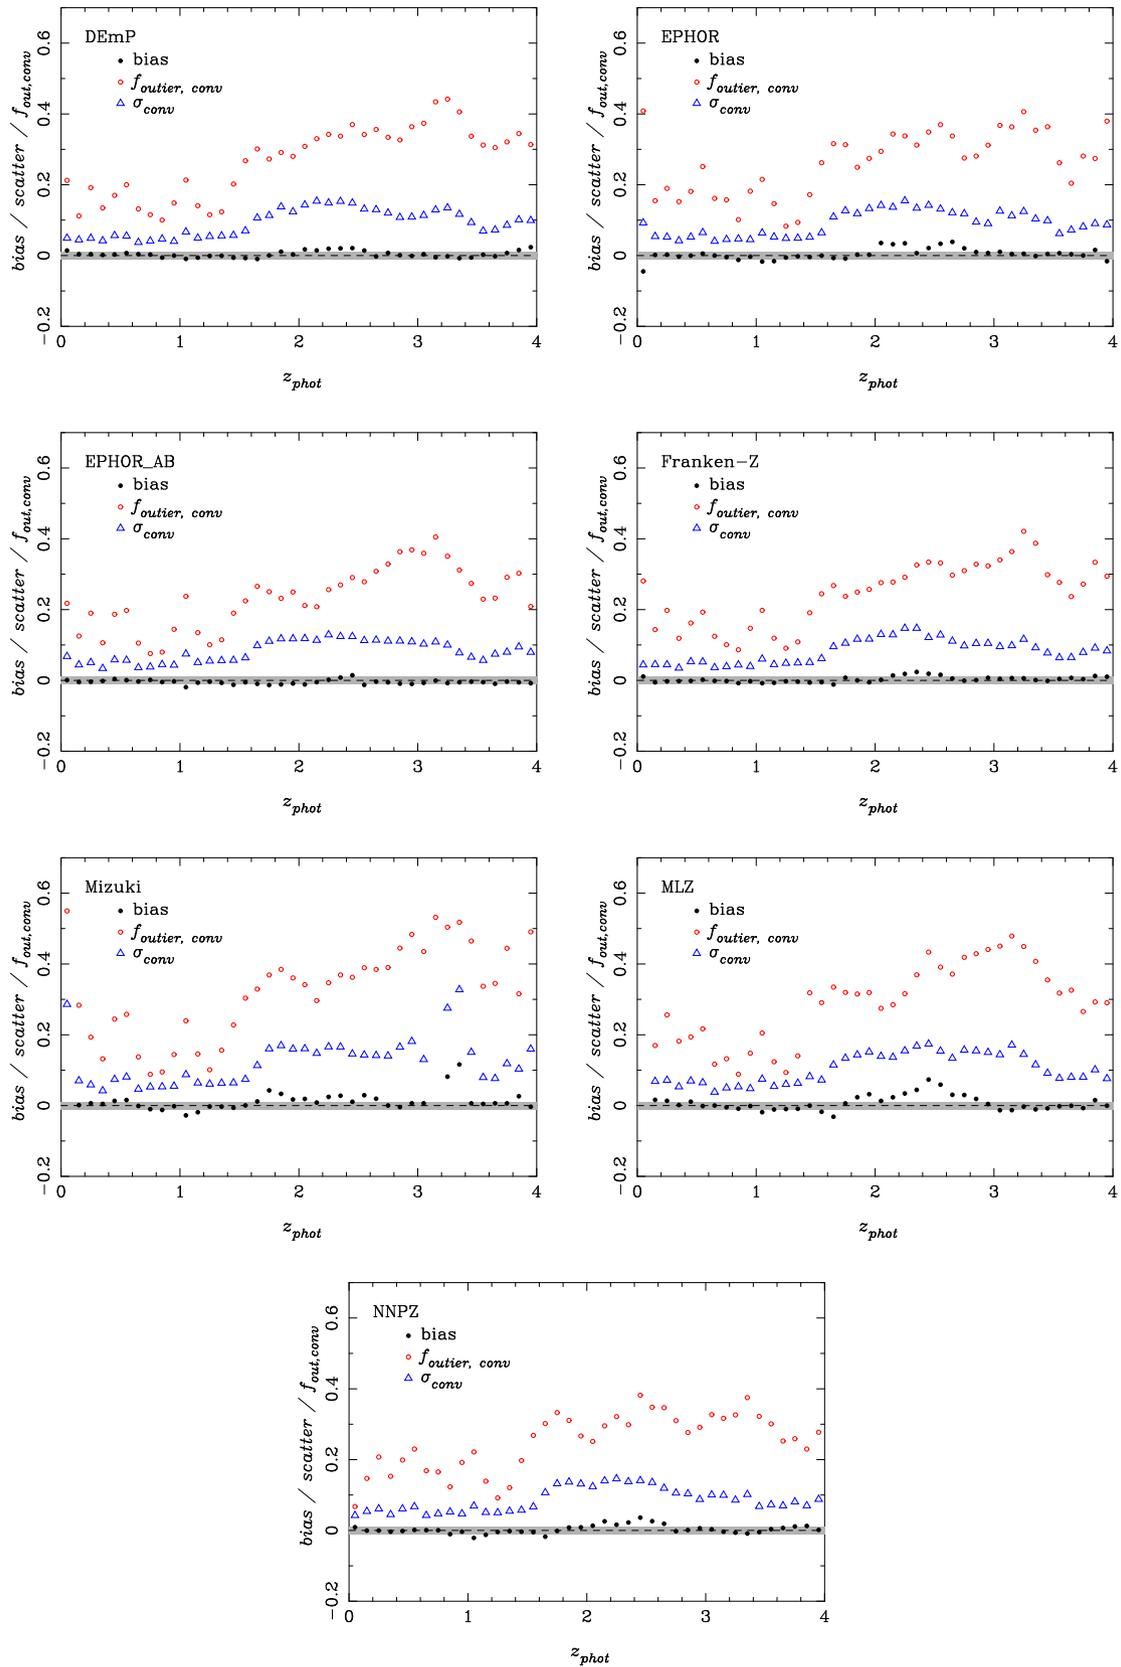 DEmP
bias
f_outier, conv
σ_conv
bias / scatter / f_out,conv
0.6
0.4
0.2
0
−0.2
0 1 2 3 4
z_phot
EPHOR
bias
f_outier, conv
σ_conv
bias / scatter / f_out,conv
0.6
0.4
0.2
0
−0.2
0 1 2 3 4
z_phot
EPHOR_AB
bias
f_outier, conv
σ_conv
bias / scatter / f_out,conv
0.6
0.4
0.2
0
−0.2
0 1 2 3 4
z_phot
Franken-Z
bias
f_outier, conv
σ_conv
bias / scatter / f_out,conv
0.6
0.4
0.2
0
−0.2
0 1 2 3 4
z_phot
Mizuki
bias
f_outier, conv
σ_conv
bias / scatter / f_out,conv
0.6
0.4
0.2
0
−0.2
0 1 2 3 4
z_phot
MLZ
bias
f_outier, conv
σ_conv
bias / scatter / f_out,conv
0.6
0.4
0.2
0
−0.2
0 1 2 3 4
z_phot
NNPZ
bias
f_outier, conv
σ_conv
bias / scatter / f_out,conv
0.6
0.4
0.2
0
−0.2
0 1 2 3 4
z_phot